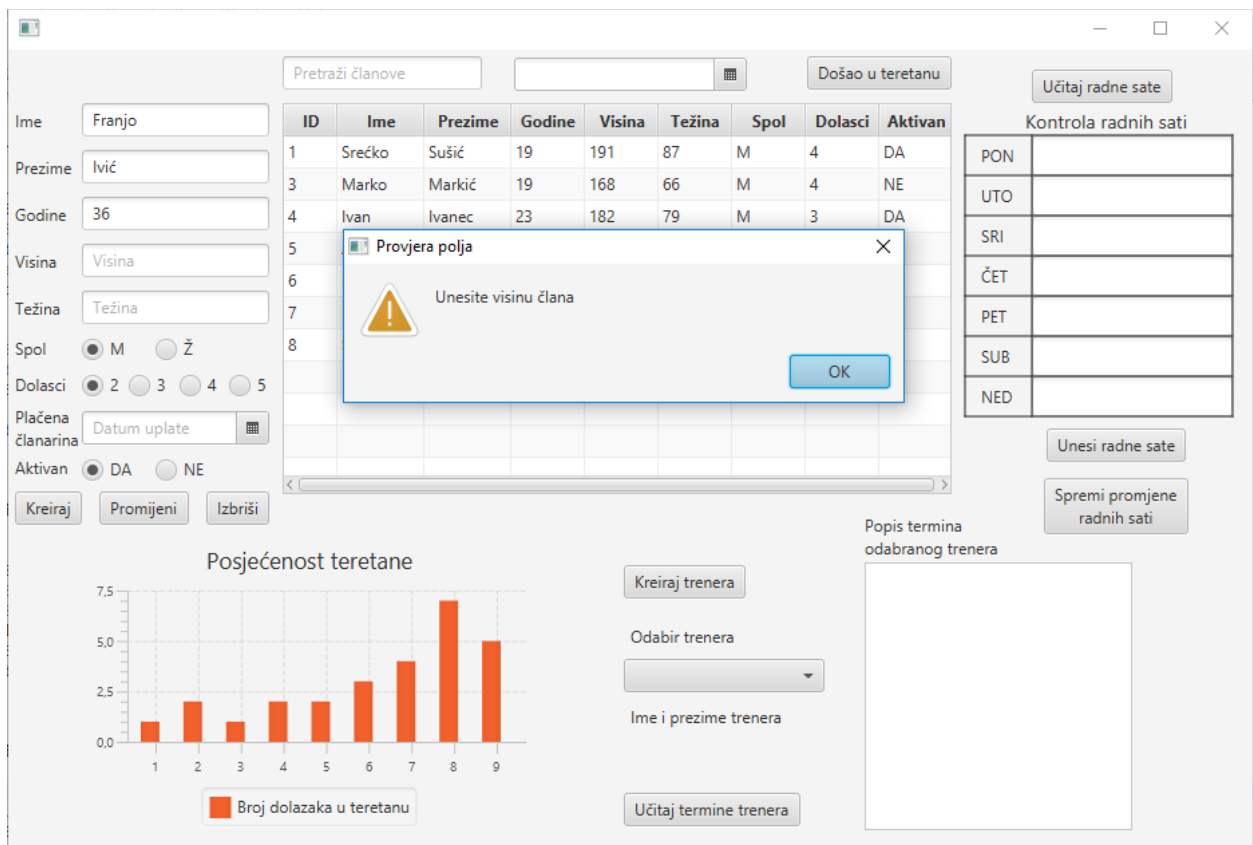 Pretraži članove
Došao u teretanu
Učitaj radne sate
Ime
Franjo
Prezime
Ivić
Godine
36
Visina
Visina
Težina
Težina
Spol M Ž
Dolasci 2 3 4 5
Plaćena
članarina
Datum uplate
Aktivan DA NE
Kreiraj Promijeni Izbriši
ID Ime Prezime Godine Visina Težina Spol Dolasci Aktivan
1 Srećko Sušić 19 191 87 M 4 DA
3 Marko Markić 19 168 66 M 4 NE
4 Ivan Ivanec 23 182 79 M 3 DA
5
6
7
8
Provjera polja
Unesite visinu člana
OK
Kontrola radnih sati
PON
UTO
SRI
ČET
PET
SUB
NED
Unesi radne sate
Spremi promjene
radnih sati
Posjećenost teretane
7,5
5,0
2,5
0,0
1 2 3 4 5 6 7 8 9
Broj dolazaka u teretanu
Kreiraj trenera
Odabir trenera
Ime i prezime trenera
Učitaj termine trenera
Popis termina
odabranog trenera